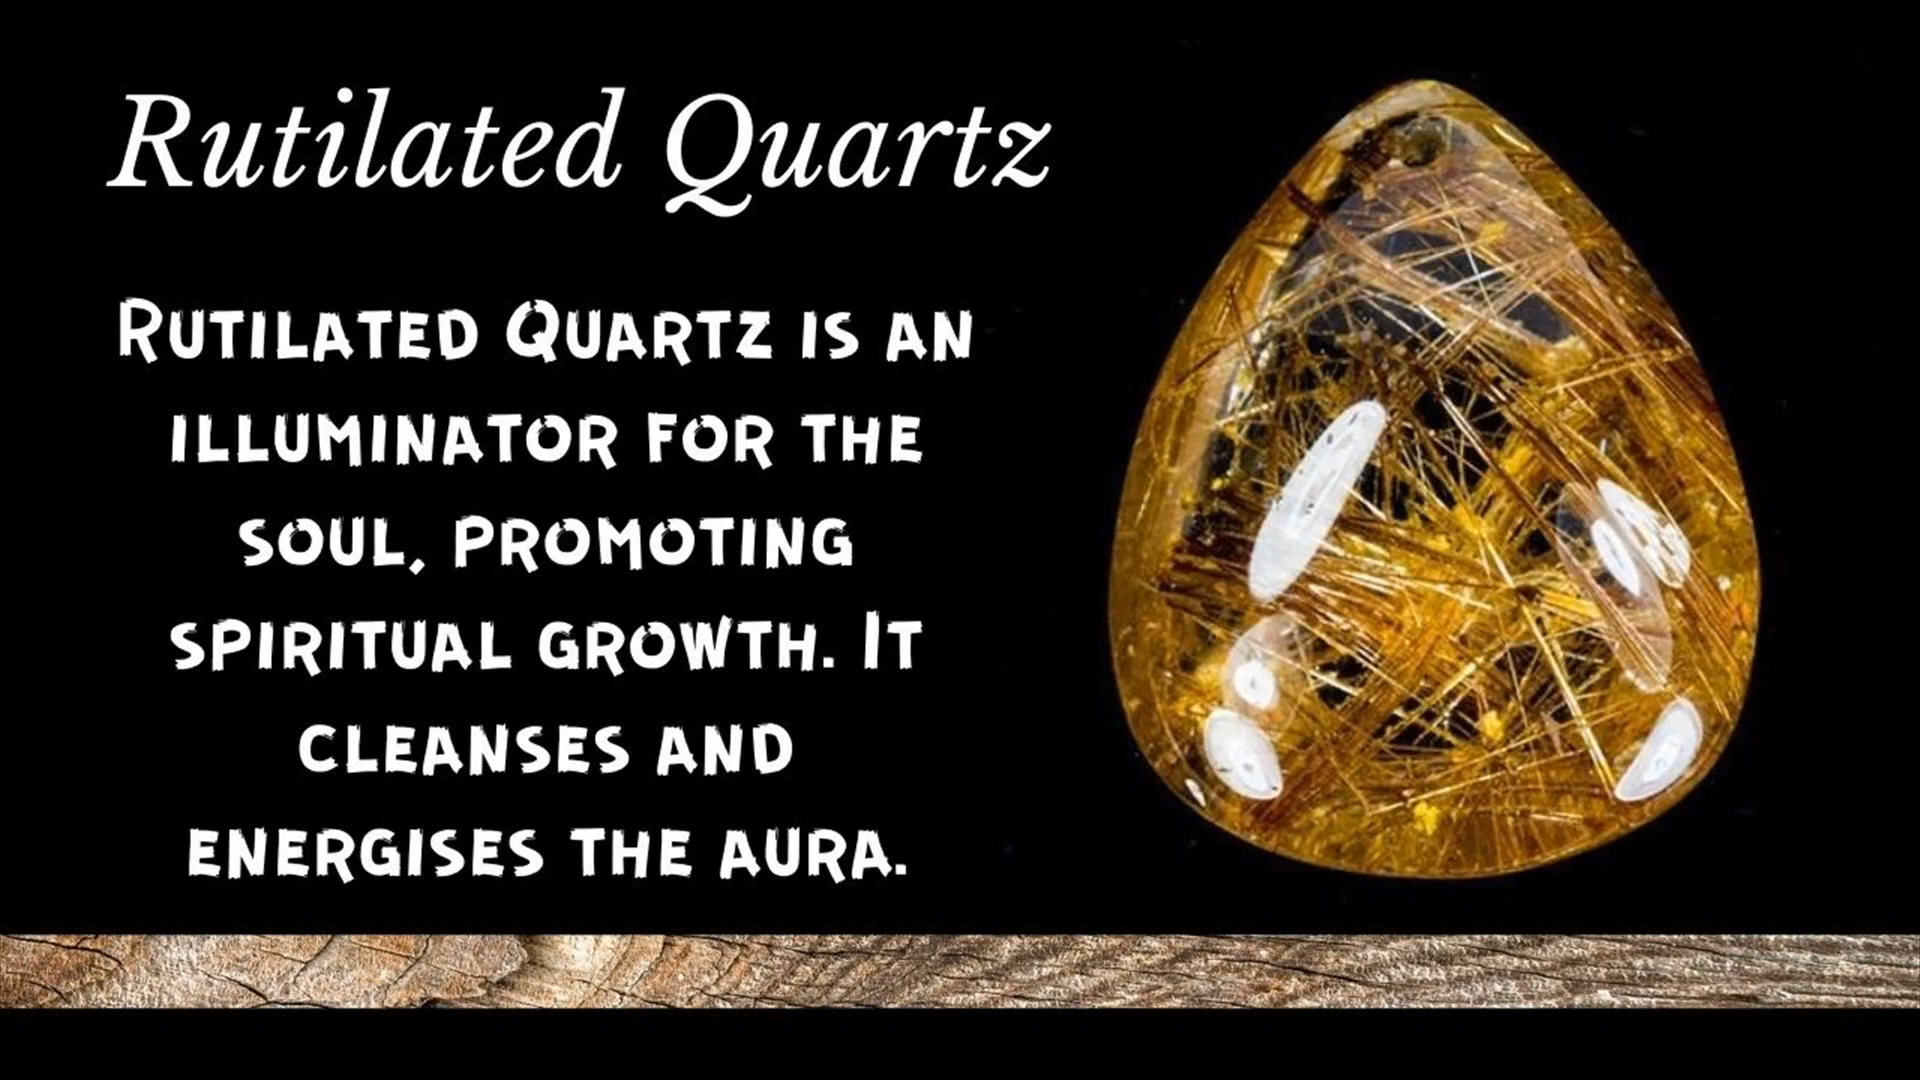 Rutilated Quartz
Rutilated Quartz is an
illuminator for the
soul, promoting
spiritual growth. It
cleanses and
energises the aura.